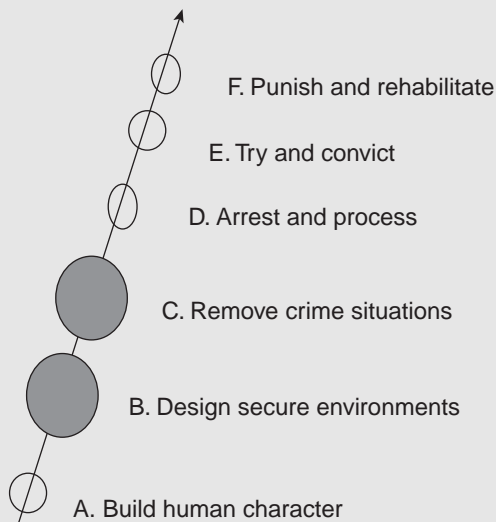 F. Punish and rehabilitate
E. Try and convict
D. Arrest and process
C. Remove crime situations
B. Design secure environments
A. Build human character